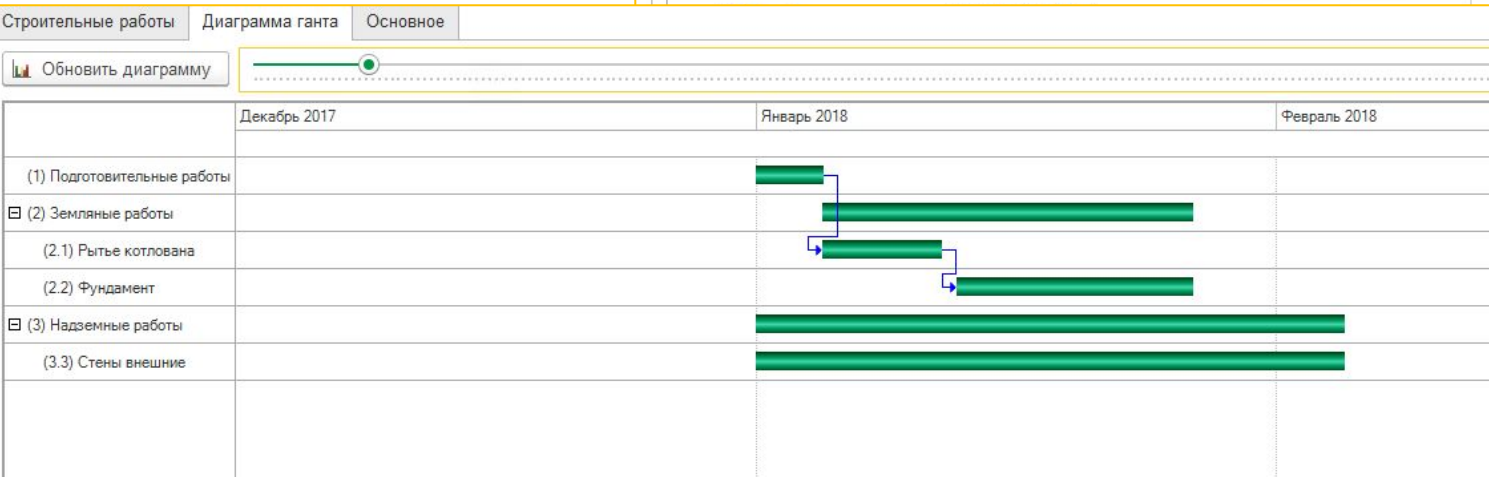 Строительные работы Диаграмма ганта Основное
Обновить диаграмму
Декабрь 2017 Январь 2018 Февраль 2018
(1) Подготовительные работы
(2) Земляные работы
(2.1) Рытье котлована
(2.2) Фундамент
(3) Надземные работы
(3.3) Стены внешние